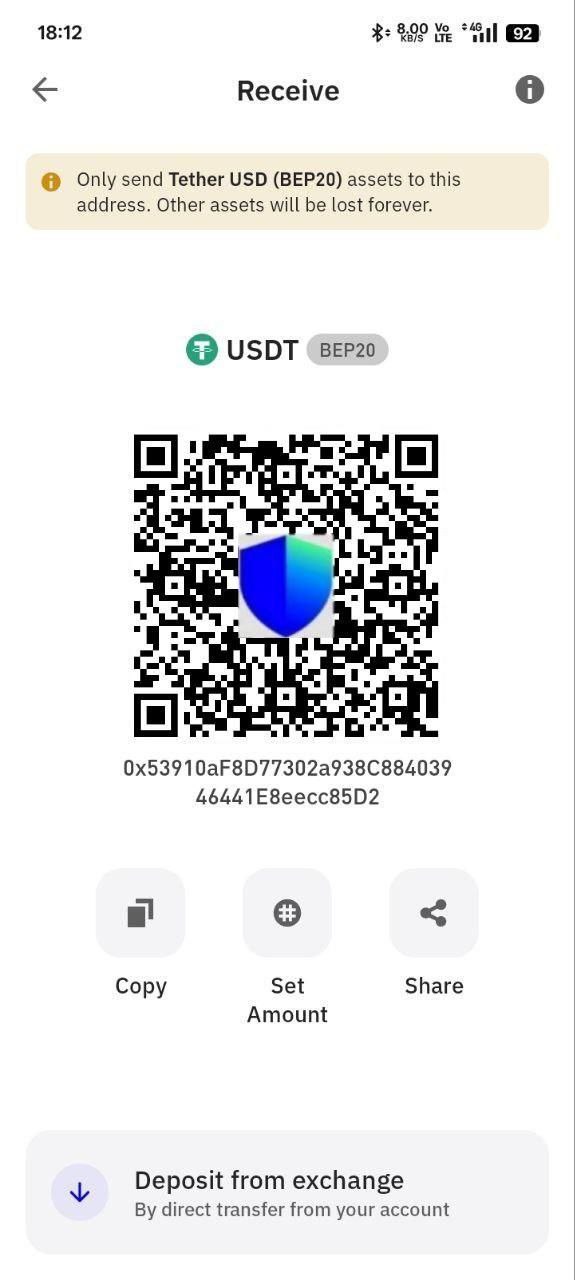 18:12
8.00 KB/S Vo LTE 4G 92
Receive
Only send Tether USD (BEP20) assets to this
address. Other assets will be lost forever.
USDT BEP20
0x53910aF8D77302a938C884039
46441E8eecc85D2
Copy
Set
Amount
Share
Deposit from exchange
By direct transfer from your account